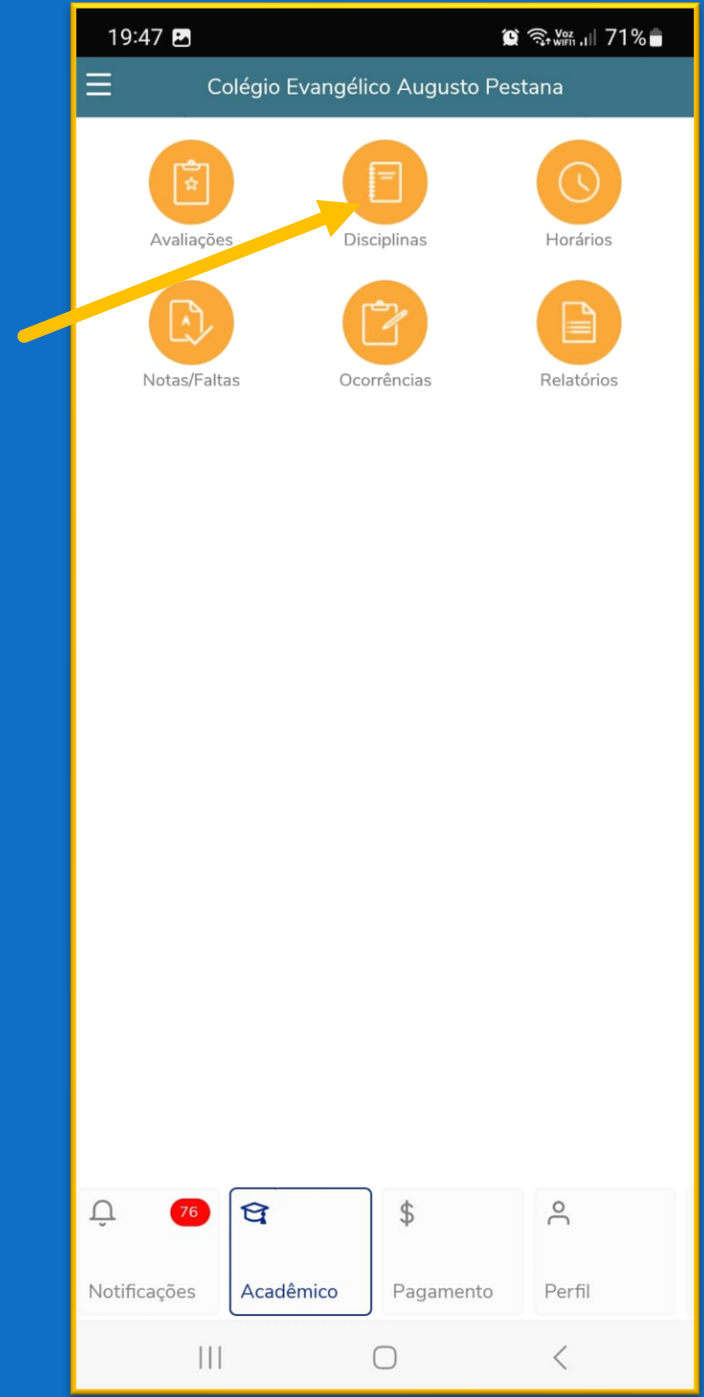 19:47 71%
Voz
WiFi1
Colégio Evangélico Augusto Pestana
Avaliações Disciplinas Horários
A
Notas/Faltas Ocorrências Relatórios
76 $
Notificações Acadêmico Pagamento Perfil